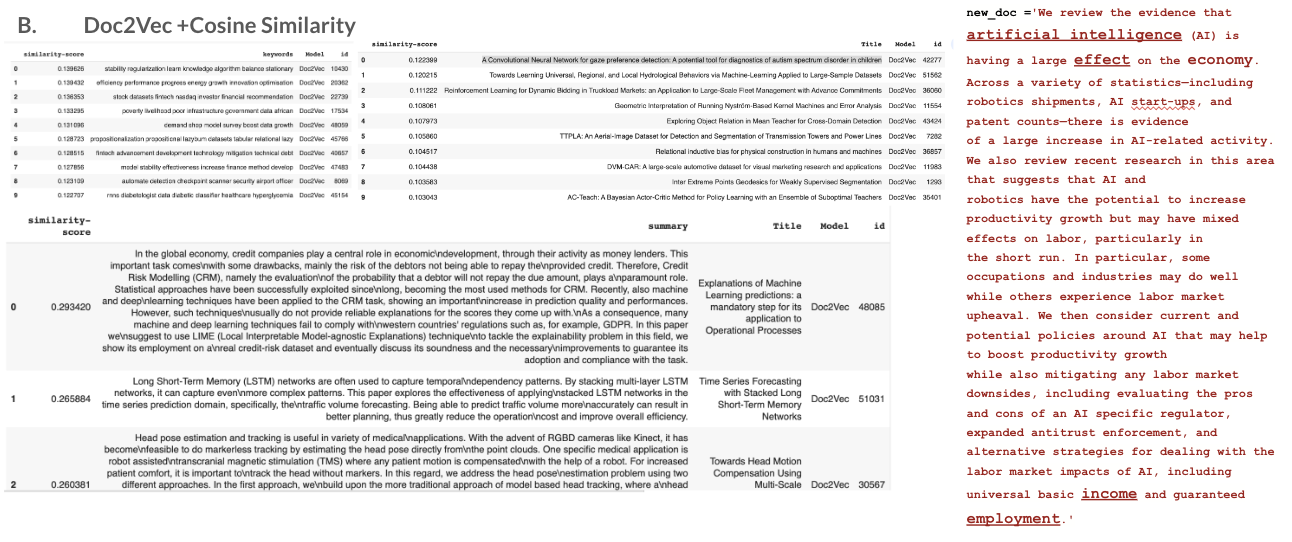 B. Doc2Vec +Cosine Similarity
similarity-score keywords Model id
0 0.139626 stability regularization learn knowledge algorithm balance stationary Doc2Vec 10430
1 0.139432 efficiency performance progress energy growth innovation optimisation Doc2Vec 20362
2 0.136353 stock datasets fintech nasdaq investor financial recommendation Doc2Vec 22739
3 0.133295 poverty livelihood poor infrastructure government data african Doc2Vec 17534
4 0.131096 demand shop model survey boost data growth Doc2Vec 48059
5 0.128723 propositionalization propositional lazybum datasets tabular relational lazy Doc2Vec 45766
6 0.128515 fintech advancement development technology mitigation technical debt Doc2Vec 40657
7 0.127856 model stability effectiveness increase finance method develop Doc2Vec 47483
8 0.123109 automate detection checkpoint scanner security airport officer Doc2Vec 8069
9 0.122707 rnns diabetologist data diabetic classifier healthcare hyperglycemia Doc2Vec 45154
similarity-score Title Model id
0 0.122399 A Convolutional Neural Network for gaze preference detection: A potential tool for diagnostics of autism spectrum disorder in children Doc2Vec 42277
1 0.120215 Towards Learning Universal, Regional, and Local Hydrological Behaviors via Machine-Learning Applied to Large-Sample Datasets Doc2Vec 51562
2 0.111222 Reinforcement Learning for Dynamic Bidding in Truckload Markets: an Application to Large-Scale Fleet Management with Advance Commitments Doc2Vec 36060
3 0.108061 Geometric Interpretation of Running Nyström-Based Kernel Machines and Error Analysis Doc2Vec 11554
4 0.107973 Exploring Object Relation in Mean Teacher for Cross-Domain Detection Doc2Vec 43424
5 0.105860 TTPLA: An Aerial-Image Dataset for Detection and Segmentation of Transmission Towers and Power Lines Doc2Vec 7282
6 0.104517 Relational inductive bias for physical construction in humans and machines Doc2Vec 36857
7 0.104438 DVM-CAR: A large-scale automotive dataset for visual marketing research and applications Doc2Vec 11983
8 0.103583 Inter Extreme Points Geodesics for Weakly Supervised Segmentation Doc2Vec 1293
9 0.103043 AC-Teach: A Bayesian Actor-Critic Method for Policy Learning with an Ensemble of Suboptimal Teachers Doc2Vec 35401
similarity-
score summary Title Model id
In the global economy, credit companies play a central role in economic\ndevelopment, through their activity as money lenders. This
important task comes\nwith some drawbacks, mainly the risk of the debtors not being able to repay the\nprovided credit. Therefore, Credit
Risk Modelling (CRM), namely the evaluation\nof the probability that a debtor will not repay the due amount, plays a\nparamount role.
Statistical approaches have been successfully exploited since\nlong, becoming the most used methods for CRM. Recently, also machine
and deep\nlearning techniques have been applied to the CRM task, showing an important\nincrease in prediction quality and performances.
However, such techniques\nusually do not provide reliable explanations for the scores they come up with.\nAs a consequence, many
machine and deep learning techniques fail to comply with\nwestern countries' regulations such as, for example, GDPR. In this paper
we\nsuggest to use LIME (Local Interpretable Model-agnostic Explanations) technique\nto tackle the explainability problem in this field, we
show its employment on a\nreal credit-risk dataset and eventually discuss its soundness and the necessary\nimprovements to guarantee its
adoption and compliance with the task.
0 0.293420
Explanations of Machine
Learning predictions: a
mandatory step for its
application to
Operational Processes
Doc2Vec 48085
Long Short-Term Memory (LSTM) networks are often used to capture temporal\ndependency patterns. By stacking multi-layer LSTM
networks, it can capture even\nmore complex patterns. This paper explores the effectiveness of applying\nstacked LSTM networks in the
time series prediction domain, specifically, the\ntraffic volume forecasting. Being able to predict traffic volume more\naccurately can result in
better planning, thus greatly reduce the operation\ncost and improve overall efficiency.
1 0.265884
Time Series Forecasting
with Stacked Long
Short-Term Memory
Networks
Doc2Vec 51031
Head pose estimation and tracking is useful in variety of medical\napplications. With the advent of RGBD cameras like Kinect, it has
become\nfeasible to do markerless tracking by estimating the head pose directly from\nthe point clouds. One specific medical application is
robot assisted\ntranscranial magnetic stimulation (TMS) where any patient motion is compensated\nwith the help of a robot. For increased
patient comfort, it is important to\ntrack the head without markers. In this regard, we address the head pose\nestimation problem using two
different approaches. In the first approach, we\nbuild upon the more traditional approach of model based head tracking, where a\nhead
2 0.260381
Towards Head Motion
Compensation Using
Multi-Scale
Doc2Vec 30567
new_doc ='We review the evidence that
artificial intelligence (AI) is
having a large effect on the economy.
Across a variety of statistics—including
robotics shipments, AI start-ups, and
patent counts—there is evidence
of a large increase in AI-related activity.
We also review recent research in this area
that suggests that AI and
robotics have the potential to increase
productivity growth but may have mixed
effects on labor, particularly in
the short run. In particular, some
occupations and industries may do well
while others experience labor market
upheaval. We then consider current and
potential policies around AI that may help
to boost productivity growth
while also mitigating any labor market
downsides, including evaluating the pros
and cons of an AI specific regulator,
expanded antitrust enforcement, and
alternative strategies for dealing with the
labor market impacts of AI, including
universal basic income and guaranteed
employment.'